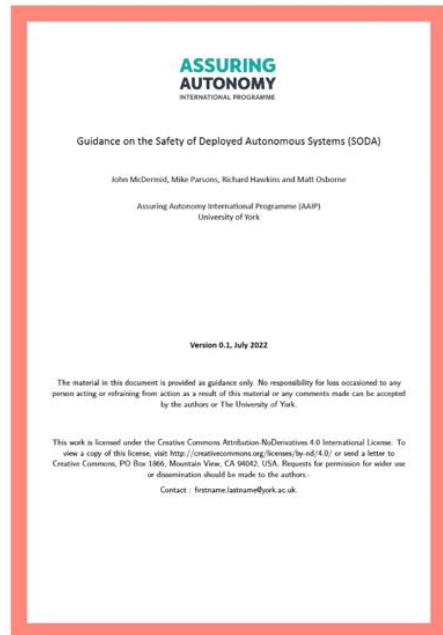 ASSURING
AUTONOMY
INTERNATIONAL PROGRAMME
Guidance on the Safety of Deployed Autonomous Systems (SODA)
John McDermid, Mike Parsons, Richard Hawkins and Matt Osborne
Assuring Autonomy International Programme (AAIP)
University of York
Version 0.1, July 2022
The material in this document is provided as guidance only. No responsibility for loss occasioned to any
person acting or refraining from action as a result of this material or any comments made can be accepted
by the authors or The University of York.
This work is licensed under the Creative Commons Attribution-NoDerivatives 4.0 International License. To
view a copy of this license, visit http://creativecommons.org/licenses/by-nd/4.0/ or send a letter to
Creative Commons, PO Box 1866, Mountain View, CA 94042, USA. Requests for permission for wider use
or dissemination should be made to the authors:-
Contact : firstname.lastname@york.ac.uk.